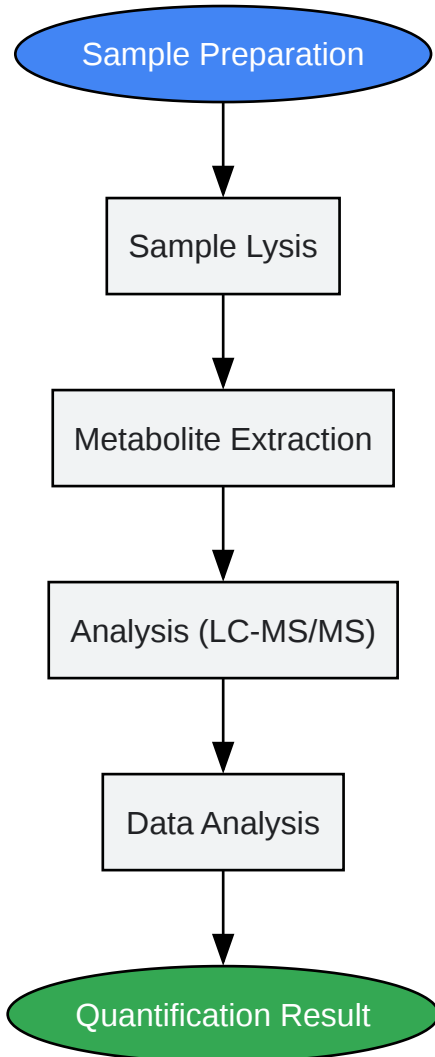 Sample Preparation
Sample Lysis
Metabolite Extraction
Analysis (LC-MS/MS)
Data Analysis
Quantification Result